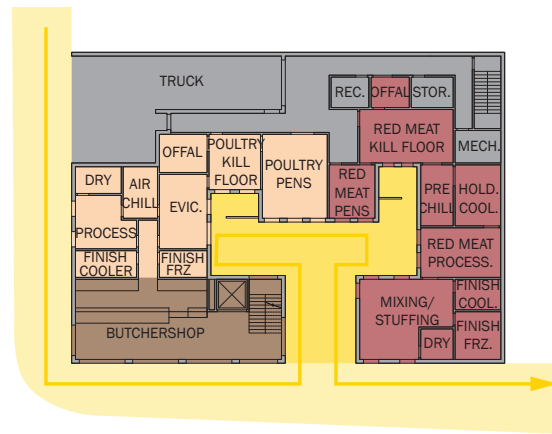 TRUCK
REC.
OFFAL
STOR.
RED MEAT
KILL FLOOR
MECH.
OFFAL
POULTRY
KILL
FLOOR
POULTRY
PENS
RED
MEAT
PENS
PRE
CHILL
HOLD.
COOL.
DRY
AIR
CHILL
EVIC.
PROCESS
FINISH
COOLER
FINISH
FRZ
RED MEAT
PROCESS.
MIXING/
STUFFING
FINISH
COOL.
DRY
FINISH
FRZ.
BUTCHERSHOP